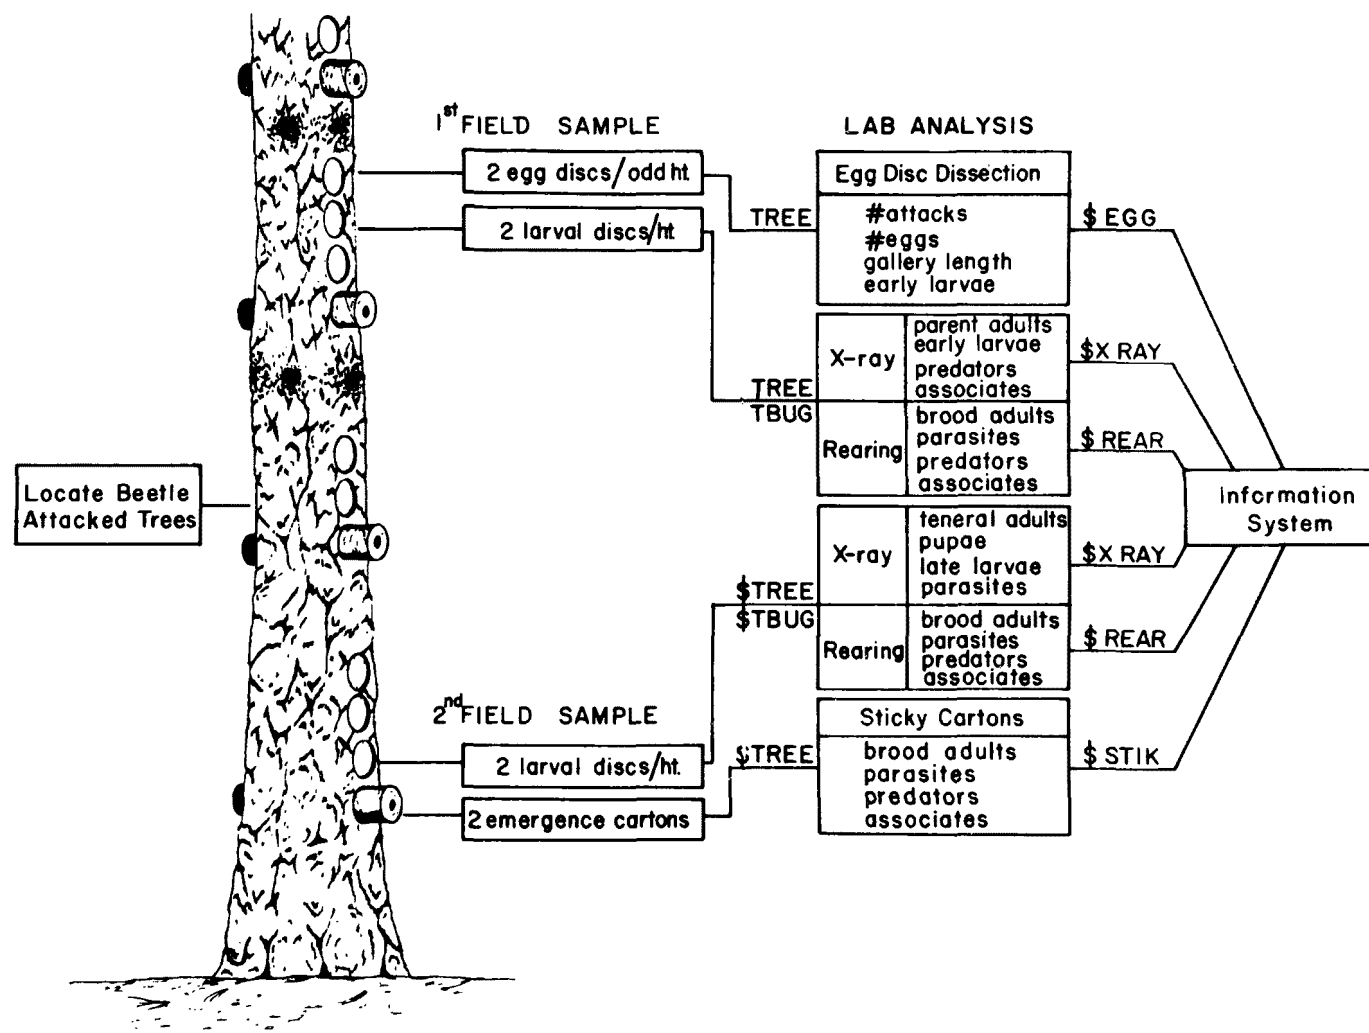 1st FIELD SAMPLE
LAB ANALYSIS
2 egg discs/odd ht.
2 larval discs/ht.
TREE
Egg Disc Dissection
#attacks
#eggs
gallery length
early larvae
$ EGG
TREE
TBUG
X-ray
parent adults
early larvae
predators
associates
$X RAY
Rearing
brood adults
parasites
predators
associates
$ REAR
Locate Beetle
Attacked Trees
Information
System
X-ray
teneral adults
pupae
late larvae
parasites
$X RAY
$TREE
$TBUG
Rearing
brood adults
parasites
predators
associates
$ REAR
2nd FIELD SAMPLE
2 larval discs/ht.
2 emergence cartons
$TREE
Sticky Cartons
brood adults
parasites
predators
associates
$ STIK